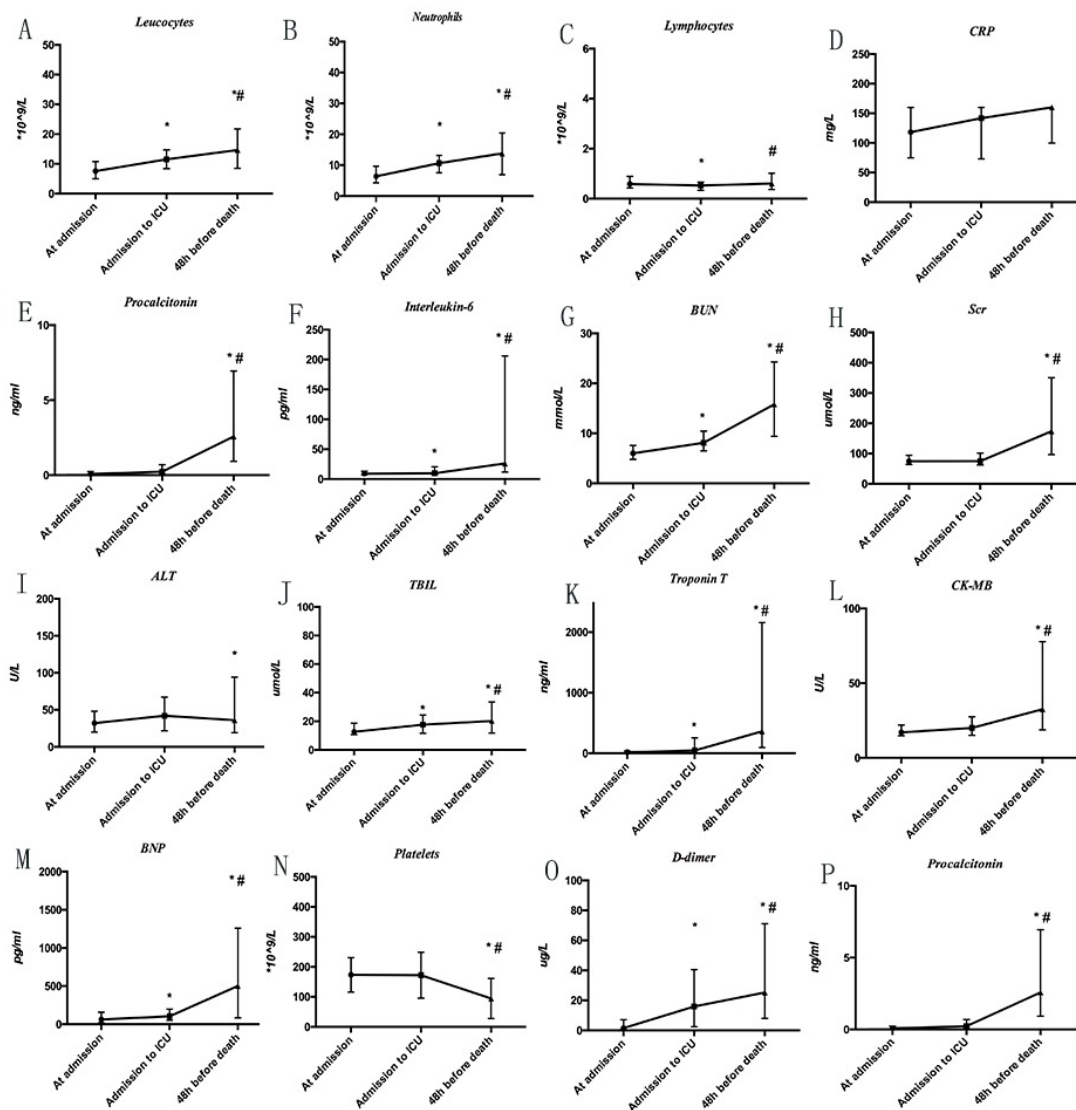 A Leucocytes
*10^9/L
50
40
30
20
10
0
*
*#
At admission
Admission to ICU
48h before death
B Neutrophils
*10^9/L
50
40
30
20
10
0
*
*#
At admission
Admission to ICU
48h before death
C Lymphocytes
*10^9/L
6
4
2
0
*
#
At admission
Admission to ICU
48h before death
D CRP
mg/L
250
200
150
100
50
0
At admission
Admission to ICU
48h before death
E Procalcitonin
ng/ml
10
5
0
* #
At admission
Admission to ICU
48h before death
F Interleukin-6
pg/ml
250
200
150
100
50
0
*
* #
At admission
Admission to ICU
48h before death
G BUN
mmol/L
30
20
10
0
*
* #
At admission
Admission to ICU
48h before death
H Scr
umol/L
500
400
300
200
100
0
* #
At admission
Admission to ICU
48h before death
I ALT
U/L
200
150
100
50
0
*
At admission
Admission to ICU
48h before death
J TBIL
umol/L
100
80
60
40
20
0
*
* #
At admission
Admission to ICU
48h before death
K Troponin T
ng/ml
2000
1000
0
*
* #
At admission
Admission to ICU
48h before death
L CK-MB
U/L
100
50
0
* #
At admission
Admission to ICU
48h before death
M BNP
pg/ml
2000
1500
1000
500
0
*
* #
At admission
Admission to ICU
48h before death
N Platelets
*10^9/L
500
400
300
200
100
0
* #
At admission
Admission to ICU
48h before death
O D-dimer
ug/L
100
80
60
40
20
0
*
* #
At admission
Admission to ICU
48h before death
P Procalcitonin
ng/ml
10
5
0
* #
At admission
Admission to ICU
48h before death